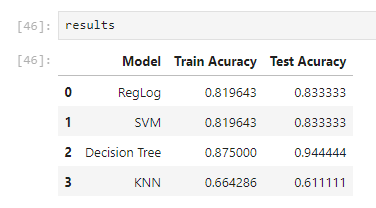 [46]: results
[46]:
Model Train Acuracy Test Acuracy
0 RegLog 0.819643 0.833333
1 SVM 0.819643 0.833333
2 Decision Tree 0.875000 0.944444
3 KNN 0.664286 0.611111